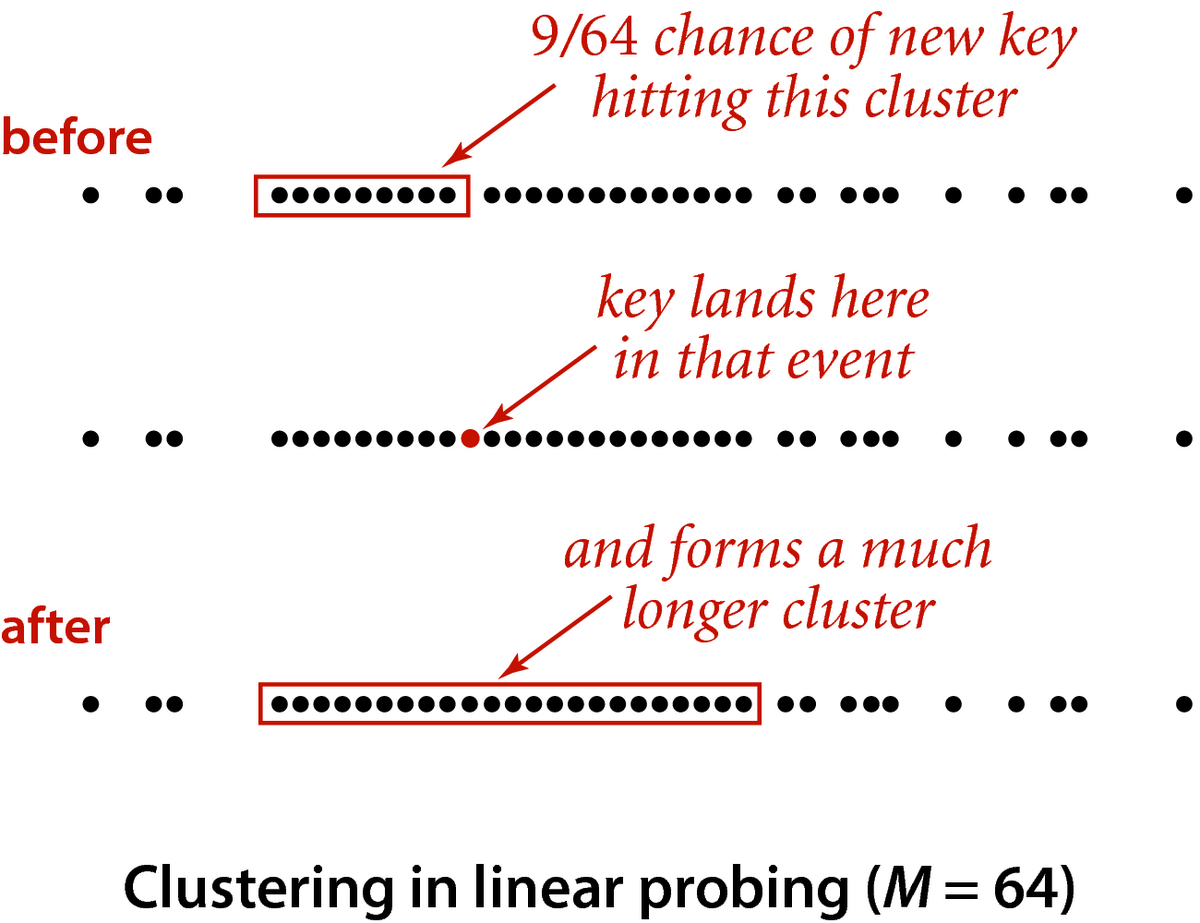 9/64 chance of new key
hitting this cluster
before
key lands here
in that event
and forms a much
longer cluster
after
Clustering in linear probing (M = 64)